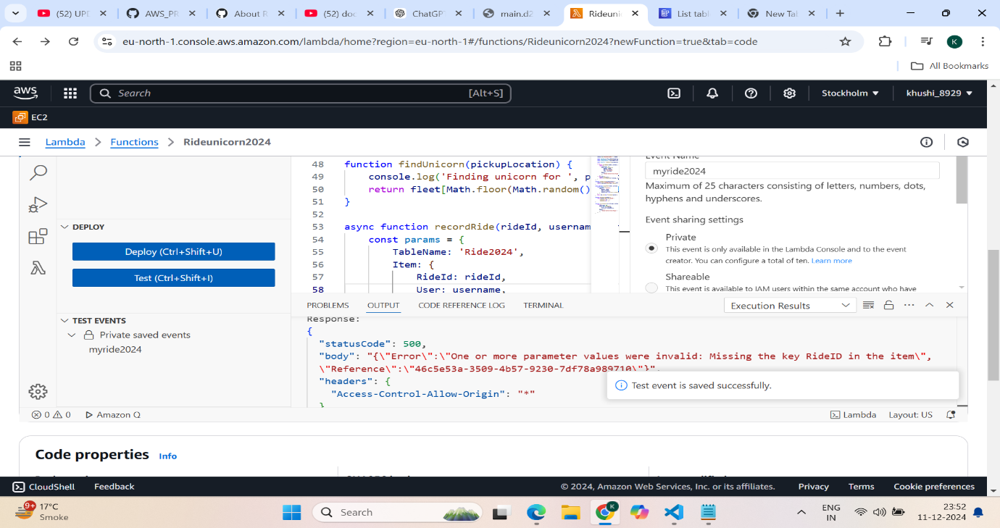 (52) UPD
AWS_PR
About R
(52) doc
ChatGP
main.d2
Rideunic
List tabl
New Tal
eu-north-1.console.aws.amazon.com/lambda/home?region=eu-north-1#/functions/Rideunicorn2024?newFunction=true&tab=code
K
All Bookmarks
aws
Search
[Alt+S]
Stockholm
khushi_8929
EC2
Lambda
Functions
Rideunicorn2024
48 function findUnicorn(pickupLocation) {
49 console.log('Finding unicorn for ', p
50 return fleet[Math.floor(Math.random()
51 }
52
53 async function recordRide(rideId, usernam
54 const params = {
55 TableName: 'Ride2024',
56 Item: {
57 RideId: rideId,
58 User: username,
DEPLOY
Deploy (Ctrl+Shift+U)
Test (Ctrl+Shift+I)
TEST EVENTS
Private saved events
myride2024
Event Name
myride2024
Maximum of 25 characters consisting of letters, numbers, dots,
hyphens and underscores.
Event sharing settings
Private
This event is only available in the Lambda Console and to the event
creator. You can configure a total of ten. Learn more
Shareable
This event is available to IAM users within the same account who have
PROBLEMS
OUTPUT
CODE REFERENCE LOG
TERMINAL
Execution Results
Response:
{
"statusCode": 500,
"body": "{\"Error\":\"One or more parameter values were invalid: Missing the key RideID in the item\",
\"Reference\":\"46c5e53a-3509-4b57-9230-7df78a989710\"}",
"headers": {
"Access-Control-Allow-Origin": "*"
}
Test event is saved successfully.
0 0
Amazon Q
Lambda
Layout: US
Code properties
Info
CloudShell
Feedback
© 2024, Amazon Web Services, Inc. or its affiliates.
Privacy
Terms
Cookie preferences
9+
17°C
Smoke
Search
K
ENG
IN
23:52
11-12-2024